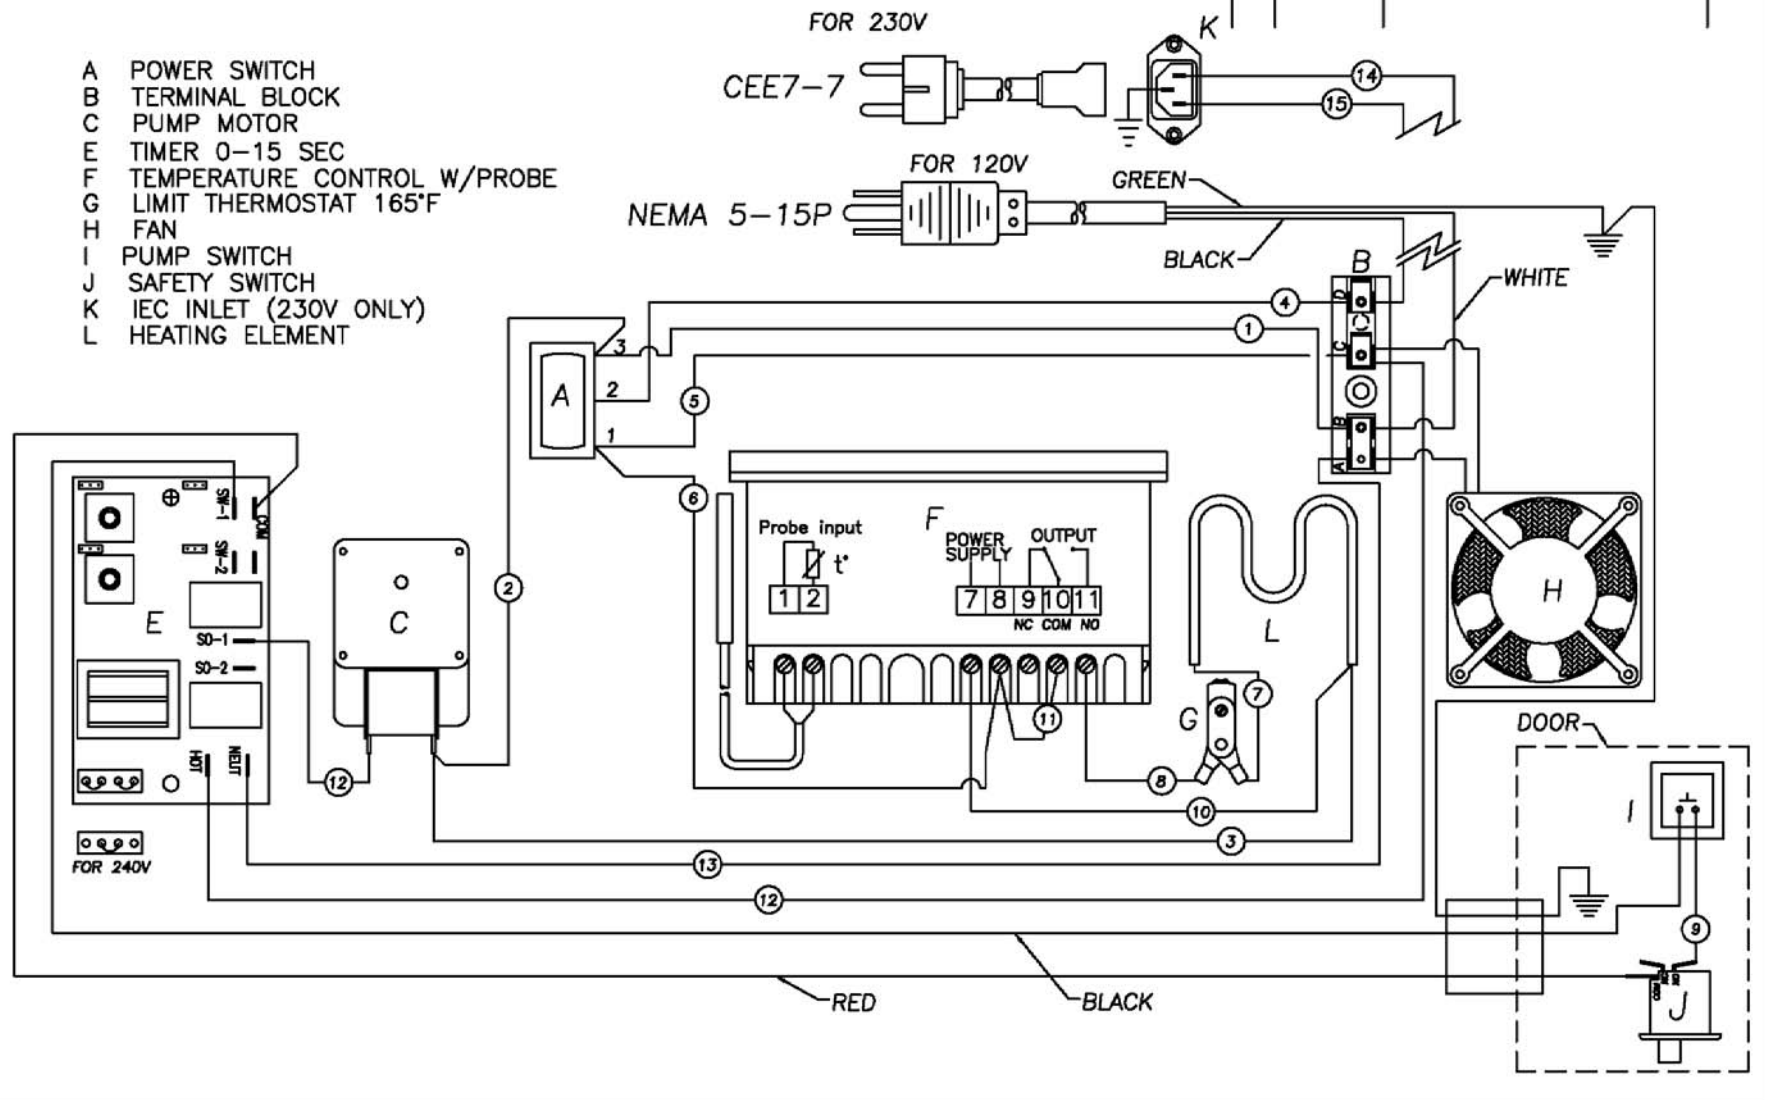 FOR 230V
K
A POWER SWITCH
B TERMINAL BLOCK
C PUMP MOTOR
E TIMER 0-15 SEC
F TEMPERATURE CONTROL W/PROBE
G LIMIT THERMOSTAT 165°F
H FAN
I PUMP SWITCH
J SAFETY SWITCH
K IEC INLET (230V ONLY)
L HEATING ELEMENT
CEE7-7
14
15
FOR 120V
NEMA 5-15P
GREEN
BLACK
WHITE
B
D
C
B
A
4
1
3
2
1
A
5
6
2
SW-1
COM
SW-2
E
SO-1
SO-2
HOT
NEUT
FOR 240V
C
12
Probe input
t°
1 2
F
POWER
SUPPLY
OUTPUT
7 8 9 10 11
NC COM NO
11
L
G
7
8
10
3
13
12
H
DOOR
I
9
J
RED
BLACK